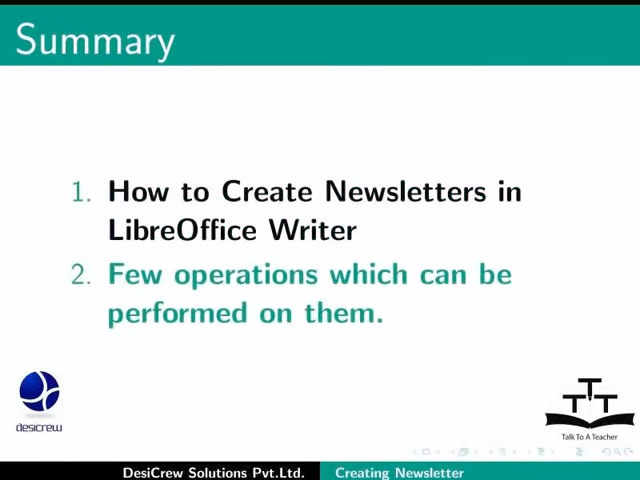 Summary
1. How to Create Newsletters in
LibreOffice Writer
2. Few operations which can be
performed on them.
desicrew
TTT
Talk To A Teacher
DesiCrew Solutions Pvt.Ltd. Creating Newsletter